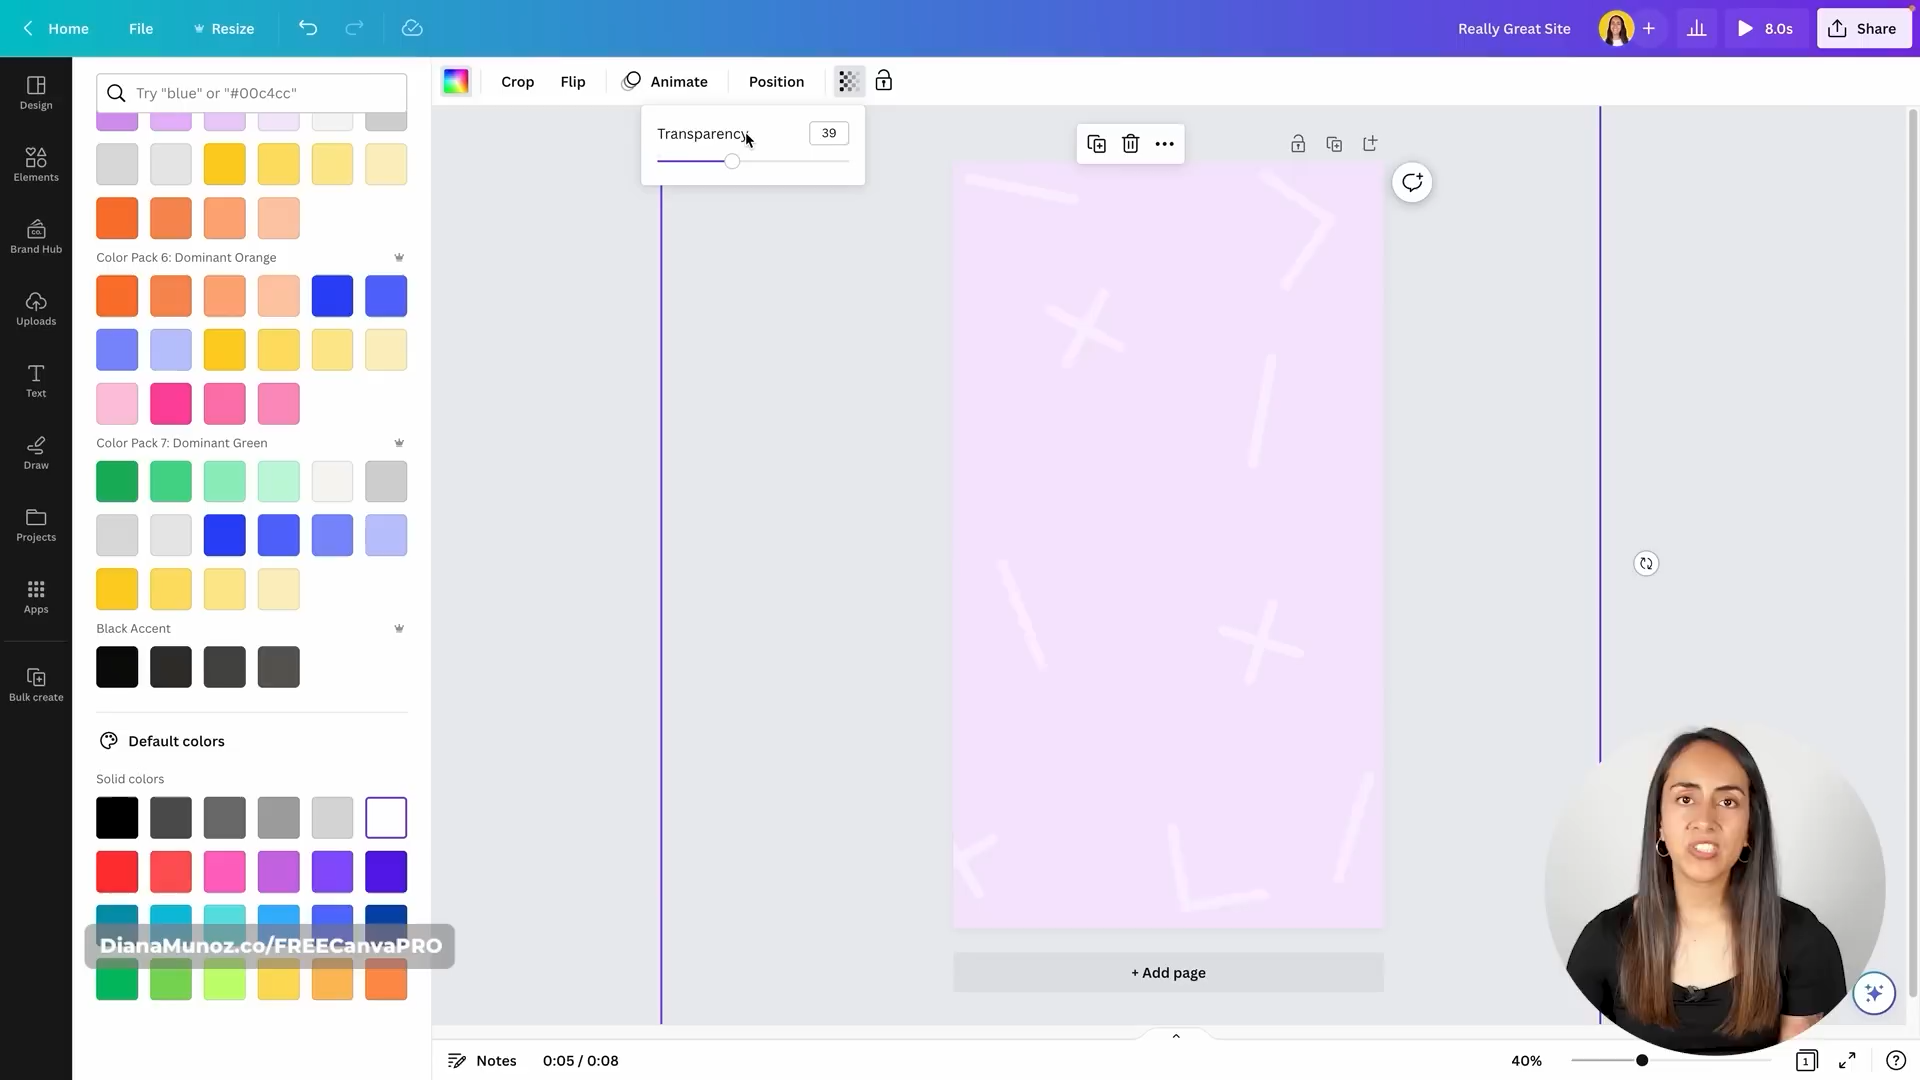 Home
File
Resize
Really Great Site
8.0s
Share
Design
Elements
Brand Hub
Uploads
Text
Draw
Projects
Apps
Bulk create
Try "blue" or "#00c4cc"
Color Pack 6: Dominant Orange
Color Pack 7: Dominant Green
Black Accent
Default colors
Solid colors
DianaMunoz.co/FREECanvaPRO
Crop
Flip
Animate
Position
Transparency
39
+ Add page
Notes
0:05 / 0:08
40%
1